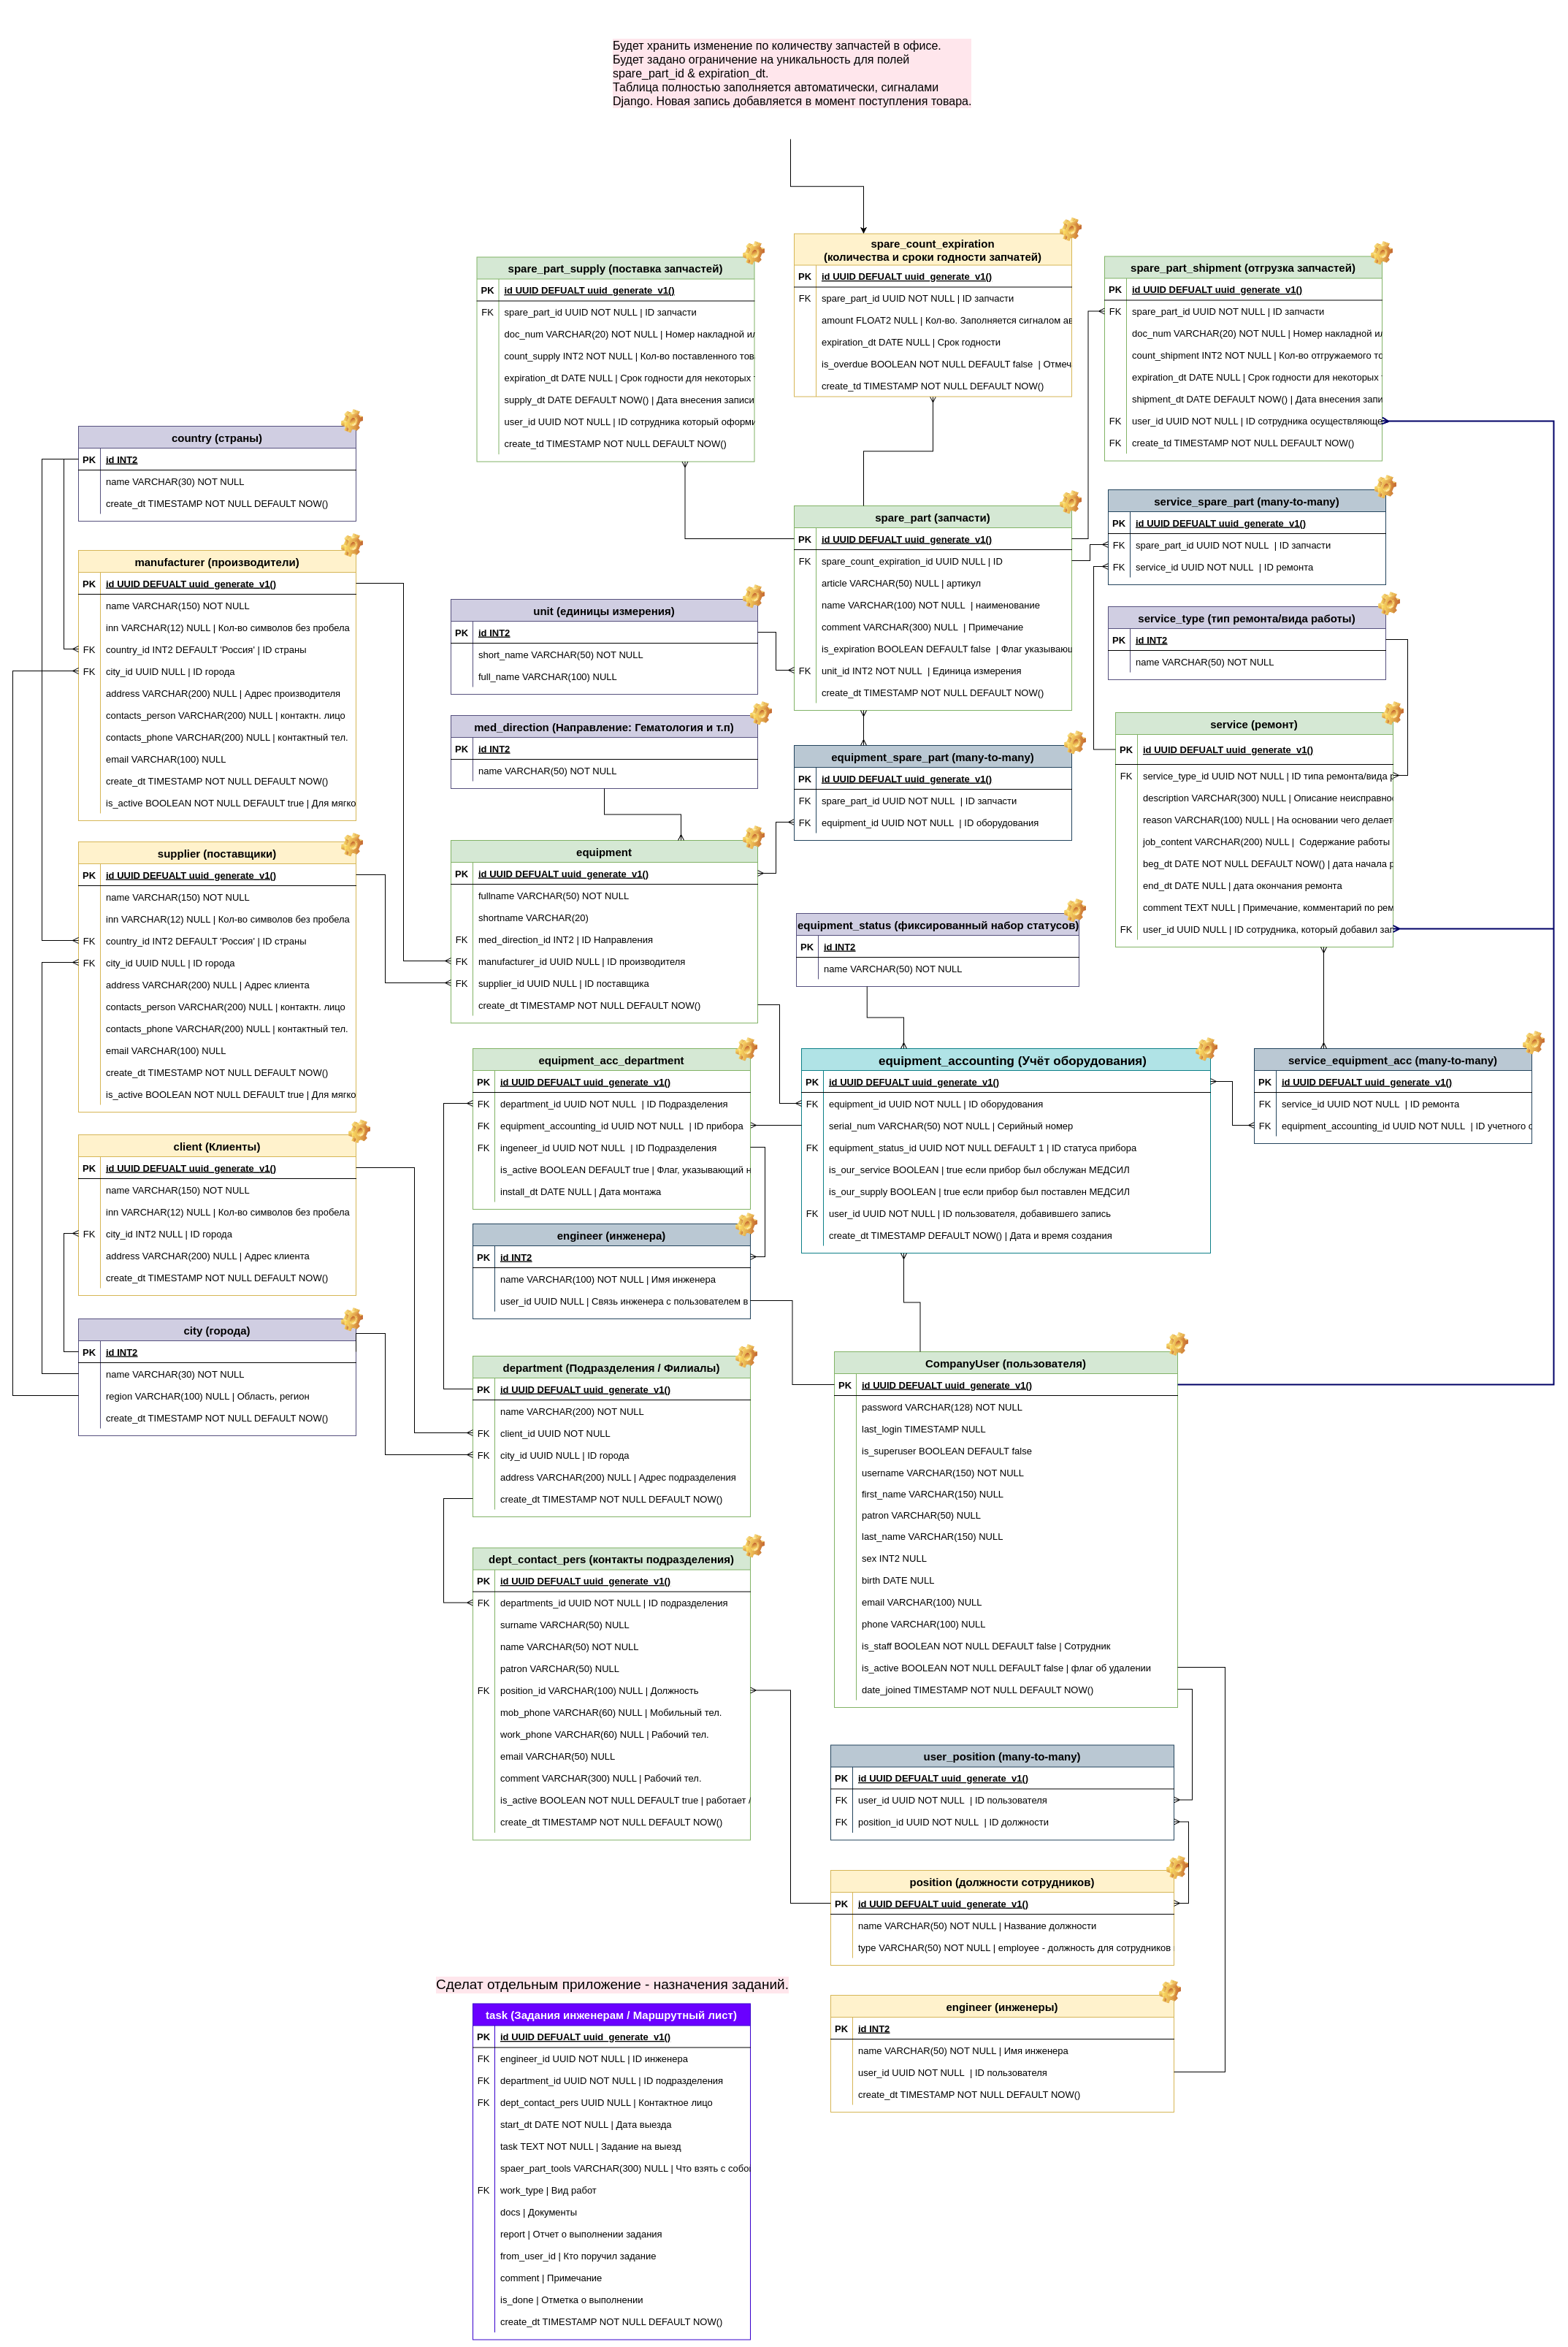 Будет хранить изменение по количеству запчастей в офисе.
Будет задано ограничение на уникальность для полей
spare_part_id & expiration_dt.
Таблица полностью заполняется автоматически, сигналами
Django. Новая запись добавляется в момент поступления товара.
spare_part_supply (поставка запчастей)
PK id UUID DEFUALT uuid_generate_v1()
FK spare_part_id UUID NOT NULL | ID запчасти
doc_num VARCHAR(20) NOT NULL | Номер накладной
count_supply INT2 NOT NULL | Кол-во поставленного
expiration_dt DATE NULL | Срок годности для некоторых
supply_dt DATE DEFAULT NOW() | Дата внесения записи
user_id UUID NOT NULL | ID сотрудника который
create_td TIMESTAMP NOT NULL DEFAULT NOW()
spare_count_expiration
(количества и сроки годности запчатей)
PK id UUID DEFUALT uuid_generate_v1()
FK spare_part_id UUID NOT NULL | ID запчасти
amount FLOAT2 NULL | Кол-во. Заполняется сигналом
expiration_dt DATE NULL | Срок годности
is_overdue BOOLEAN NOT NULL DEFAULT false | Отмеч
create_td TIMESTAMP NOT NULL DEFAULT NOW()
spare_part_shipment (отгрузка запчастей)
PK id UUID DEFUALT uuid_generate_v1()
FK spare_part_id UUID NOT NULL | ID запчасти
doc_num VARCHAR(20) NOT NULL | Номер накладной
count_shipment INT2 NOT NULL | Кол-во отгружаемого
expiration_dt DATE NULL | Срок годности для некоторых
shipment_dt DATE DEFAULT NOW() | Дата внесения запи
FK user_id UUID NOT NULL | ID сотрудника осуществляюще
FK create_td TIMESTAMP NOT NULL DEFAULT NOW()
country (страны)
PK id INT2
name VARCHAR(30) NOT NULL
create_dt TIMESTAMP NOT NULL DEFAULT NOW()
manufacturer (производители)
PK id UUID DEFUALT uuid_generate_v1()
name VARCHAR(150) NOT NULL
inn VARCHAR(12) NULL | Кол-во символов без пробела
FK country_id INT2 DEFAULT 'Россия' | ID страны
FK city_id UUID NULL | ID города
address VARCHAR(200) NULL | Адрес производителя
contacts_person VARCHAR(200) NULL | контактн. лицо
contacts_phone VARCHAR(200) NULL | контактный тел.
email VARCHAR(100) NULL
create_dt TIMESTAMP NOT NULL DEFAULT NOW()
is_active BOOLEAN NOT NULL DEFAULT true | Для мягко
supplier (поставщики)
PK id UUID DEFUALT uuid_generate_v1()
name VARCHAR(150) NOT NULL
inn VARCHAR(12) NULL | Кол-во символов без пробела
FK country_id INT2 DEFAULT 'Россия' | ID страны
FK city_id UUID NULL | ID города
address VARCHAR(200) NULL | Адрес клиента
contacts_person VARCHAR(200) NULL | контактн. лицо
contacts_phone VARCHAR(200) NULL | контактный тел.
email VARCHAR(100) NULL
create_dt TIMESTAMP NOT NULL DEFAULT NOW()
is_active BOOLEAN NOT NULL DEFAULT true | Для мягко
client (Клиенты)
PK id UUID DEFUALT uuid_generate_v1()
name VARCHAR(150) NOT NULL
inn VARCHAR(12) NULL | Кол-во символов без пробела
FK city_id INT2 NULL | ID города
address VARCHAR(200) NULL | Адрес клиента
create_dt TIMESTAMP NOT NULL DEFAULT NOW()
city (города)
PK id INT2
name VARCHAR(30) NOT NULL
region VARCHAR(100) NULL | Область, регион
create_dt TIMESTAMP NOT NULL DEFAULT NOW()
unit (единицы измерения)
PK id INT2
short_name VARCHAR(50) NOT NULL
full_name VARCHAR(100) NULL
med_direction (Направление: Гематология и т.п)
PK id INT2
name VARCHAR(50) NOT NULL
equipment
PK id UUID DEFUALT uuid_generate_v1()
fullname VARCHAR(50) NOT NULL
shortname VARCHAR(20)
FK med_direction_id INT2 | ID Направления
FK manufacturer_id UUID NULL | ID производителя
FK supplier_id UUID NULL | ID поставщика
create_dt TIMESTAMP NOT NULL DEFAULT NOW()
spare_part (запчасти)
PK id UUID DEFUALT uuid_generate_v1()
FK spare_count_expiration_id UUID NULL | ID
article VARCHAR(50) NULL | артикул
name VARCHAR(100) NOT NULL | наименование
comment VARCHAR(300) NULL | Примечание
is_expiration BOOLEAN DEFAULT false | Флаг указывающ
FK unit_id INT2 NOT NULL | Единица измерения
create_dt TIMESTAMP NOT NULL DEFAULT NOW()
equipment_spare_part (many-to-many)
PK id UUID DEFUALT uuid_generate_v1()
FK spare_part_id UUID NOT NULL | ID запчасти
FK equipment_id UUID NOT NULL | ID оборудования
service_spare_part (many-to-many)
PK id UUID DEFUALT uuid_generate_v1()
FK spare_part_id UUID NOT NULL | ID запчасти
FK service_id UUID NOT NULL | ID ремонта
service_type (тип ремонта/вида работы)
PK id INT2
name VARCHAR(50) NOT NULL
service (ремонт)
PK id UUID DEFUALT uuid_generate_v1()
FK service_type_id UUID NOT NULL | ID типа ремонта/вида
description VARCHAR(300) NULL | Описание неисправнос
reason VARCHAR(100) NULL | На основании чего делает
job_content VARCHAR(200) NULL | Содержание работы
beg_dt DATE NOT NULL DEFAULT NOW() | дата начала
end_dt DATE NULL | дата окончания ремонта
comment TEXT NULL | Примечание, комментарий по рем
FK user_id UUID NULL | ID сотрудника, который добавил
equipment_status (фиксированный набор статусов)
PK id INT2
name VARCHAR(50) NOT NULL
equipment_accounting (Учёт оборудования)
PK id UUID DEFUALT uuid_generate_v1()
FK equipment_id UUID NOT NULL | ID оборудования
serial_num VARCHAR(50) NOT NULL | Серийный номер
FK equipment_status_id UUID NOT NULL DEFAULT 1 | ID статуса прибора
is_our_service BOOLEAN | true если прибор был обслужан МЕДСИЛ
is_our_supply BOOLEAN | true если прибор был поставлен МЕДСИЛ
FK user_id UUID NOT NULL | ID пользователя, добавившего запись
create_dt TIMESTAMP DEFAULT NOW() | Дата и время создания
service_equipment_acc (many-to-many)
PK id UUID DEFUALT uuid_generate_v1()
FK service_id UUID NOT NULL | ID ремонта
FK equipment_accounting_id UUID NOT NULL | ID учетного
equipment_acc_department
PK id UUID DEFUALT uuid_generate_v1()
FK department_id UUID NOT NULL | ID Подразделения
FK equipment_accounting_id UUID NOT NULL | ID прибора
FK ingeneer_id UUID NOT NULL | ID Подразделения
is_active BOOLEAN DEFAULT true | Флаг, указывающий
install_dt DATE NULL | Дата монтажа
engineer (инженера)
PK id INT2
name VARCHAR(100) NOT NULL | Имя инженера
user_id UUID NULL | Связь инженера с пользователем в
department (Подразделения / Филиалы)
PK id UUID DEFUALT uuid_generate_v1()
name VARCHAR(200) NOT NULL
FK client_id UUID NOT NULL
FK city_id UUID NULL | ID города
address VARCHAR(200) NULL | Адрес подразделения
create_dt TIMESTAMP NOT NULL DEFAULT NOW()
dept_contact_pers (контакты подразделения)
PK id UUID DEFUALT uuid_generate_v1()
FK departments_id UUID NOT NULL | ID подразделения
surname VARCHAR(50) NULL
name VARCHAR(50) NOT NULL
patron VARCHAR(50) NULL
FK position_id VARCHAR(100) NULL | Должность
mob_phone VARCHAR(60) NULL | Мобильный тел.
work_phone VARCHAR(60) NULL | Рабочий тел.
email VARCHAR(50) NULL
comment VARCHAR(300) NULL | Рабочий тел.
is_active BOOLEAN NOT NULL DEFAULT true | работает /
create_dt TIMESTAMP NOT NULL DEFAULT NOW()
CompanyUser (пользователя)
PK id UUID DEFUALT uuid_generate_v1()
password VARCHAR(128) NOT NULL
last_login TIMESTAMP NULL
is_superuser BOOLEAN DEFAULT false
username VARCHAR(150) NOT NULL
first_name VARCHAR(150) NULL
patron VARCHAR(50) NULL
last_name VARCHAR(150) NULL
sex INT2 NULL
birth DATE NULL
email VARCHAR(100) NULL
phone VARCHAR(100) NULL
is_staff BOOLEAN NOT NULL DEFAULT false | Сотрудник
is_active BOOLEAN NOT NULL DEFAULT false | флаг об удалении
date_joined TIMESTAMP NOT NULL DEFAULT NOW()
user_position (many-to-many)
PK id UUID DEFUALT uuid_generate_v1()
FK user_id UUID NOT NULL | ID пользователя
FK position_id UUID NOT NULL | ID должности
position (должности сотрудников)
PK id UUID DEFUALT uuid_generate_v1()
name VARCHAR(50) NOT NULL | Название должности
type VARCHAR(50) NOT NULL | employee - должность для сотрудников
engineer (инженеры)
PK id INT2
name VARCHAR(50) NOT NULL | Имя инженера
user_id UUID NOT NULL | ID пользователя
create_dt TIMESTAMP NOT NULL DEFAULT NOW()
Сделат отдельным приложение - назначения заданий.
task (Задания инженерам / Маршрутный лист)
PK id UUID DEFUALT uuid_generate_v1()
FK engineer_id UUID NOT NULL | ID инженера
FK department_id UUID NOT NULL | ID подразделения
FK dept_contact_pers UUID NULL | Контактное лицо
start_dt DATE NOT NULL | Дата выезда
task TEXT NOT NULL | Задание на выезд
spaer_part_tools VARCHAR(300) NULL | Что взять с собой
FK work_type | Вид работ
docs | Документы
report | Отчет о выполнении задания
from_user_id | Кто поручил задание
comment | Примечание
is_done | Отметка о выполнении
create_dt TIMESTAMP NOT NULL DEFAULT NOW()